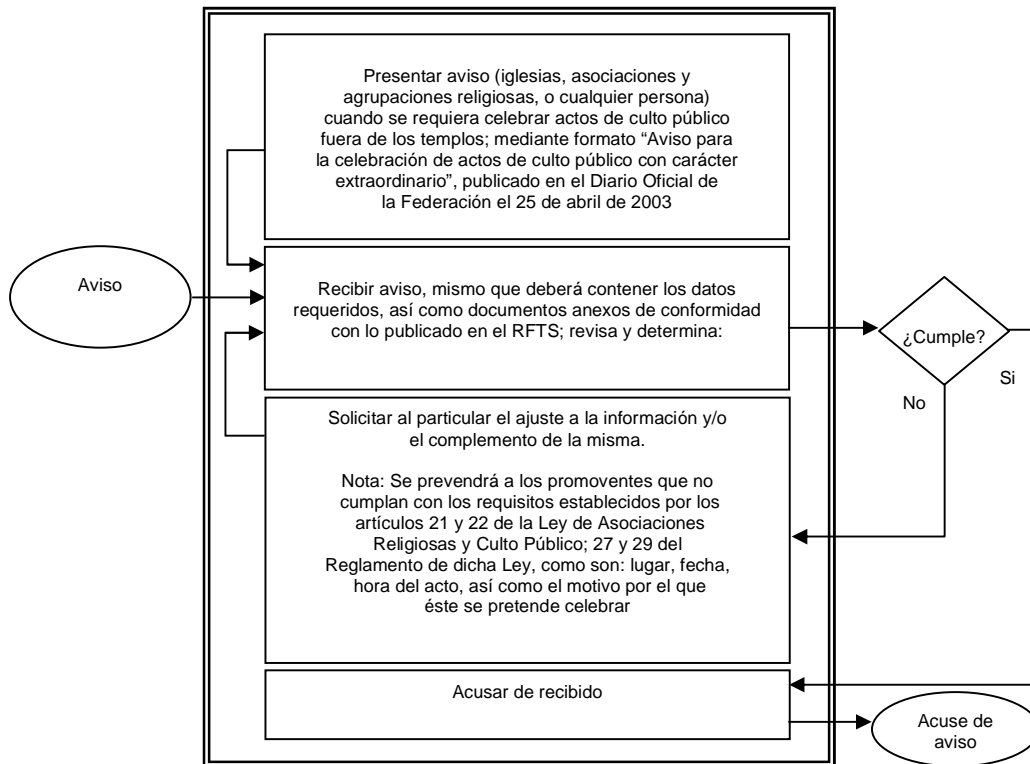 Presentar aviso (iglesias, asociaciones y
agrupaciones religiosas, o cualquier persona)
cuando se requiera celebrar actos de culto público
fuera de los templos; mediante formato “Aviso para
la celebración de actos de culto público con carácter
extraordinario”, publicado en el Diario Oficial de
la Federación el 25 de abril de 2003
Aviso
Recibir aviso, mismo que deberá contener los datos
requeridos, así como documentos anexos de conformidad
con lo publicado en el RFTS; revisa y determina:
¿Cumple?
Si
No
Solicitar al particular el ajuste a la información y/o
el complemento de la misma.
Nota: Se prevendrá a los promoventes que no
cumplan con los requisitos establecidos por los
artículos 21 y 22 de la Ley de Asociaciones
Religiosas y Culto Público; 27 y 29 del
Reglamento de dicha Ley, como son: lugar, fecha,
hora del acto, así como el motivo por el que
éste se pretende celebrar
Acusar de recibido
Acuse de
aviso